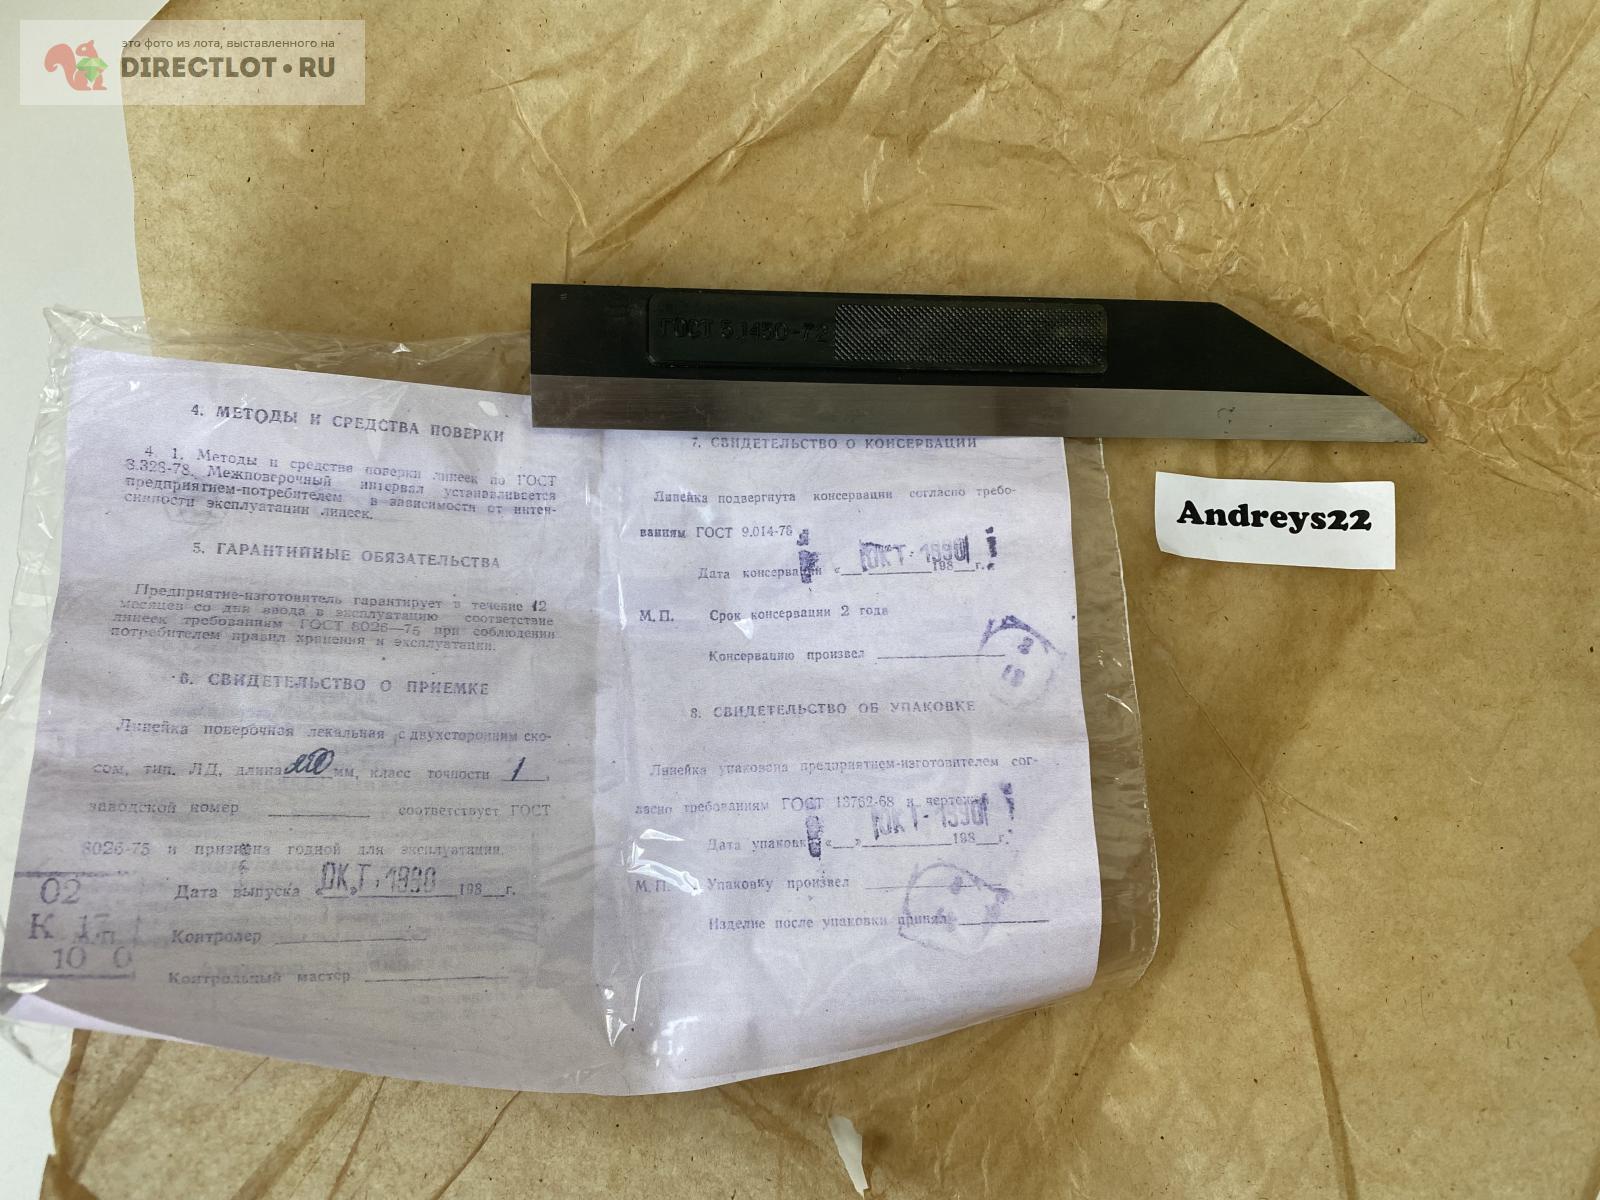 это фото из лота, выставленного на
DIRECTLOT•RU
ГОСТ 5.1450-72
Andreys22
4. МЕТОДЫ И СРЕДСТВА ПОВЕРКИ
4. 1. Методы и средства поверки линеек по ГОСТ
8.328-78. Межповерочный интервал устанавливается
предприятием-потребителем в зависимости от интен-
сивности эксплуатации линеек.
5. ГАРАНТИЙНЫЕ ОБЯЗАТЕЛЬСТВА
Предприятие-изготовитель гарантирует в течение 12
месяцев со дня ввода в эксплуатацию соответствие
линеек требованиям ГОСТ 8026—75 при соблюдении
потребителем правил хранения и эксплуатации.
6. СВИДЕТЕЛЬСТВО О ПРИЕМКЕ
Линейка поверочная лекальная с двухсторонним ско-
сом, тип. ЛД, длина мм, класс точности 1,
заводской номер соответствует ГОСТ
8026-75 и признана годной для эксплуатации.
Дата выпуска « » ОКТ. 1990 198 г.
02
К 17
10 0
Контролер
Контрольный мастер
7. СВИДЕТЕЛЬСТВО О КОНСЕРВАЦИИ
Линейка подвергнута консервации согласно требо-
ваниям ГОСТ 9.014-78
Дата консервации « ОКТ. 1990 198 г.
М. П. Срок консервации 2 года
Консервацию произвел
8. СВИДЕТЕЛЬСТВО ОБ УПАКОВКЕ
Линейка упакована предприятием-изготовителем сог-
ласно требованиям ГОСТ 13762-68 и чертежа
Дата упаковки « » ОКТ. 1990 198 г.
М. П. Упаковку произвел
Изделие после упаковки принял